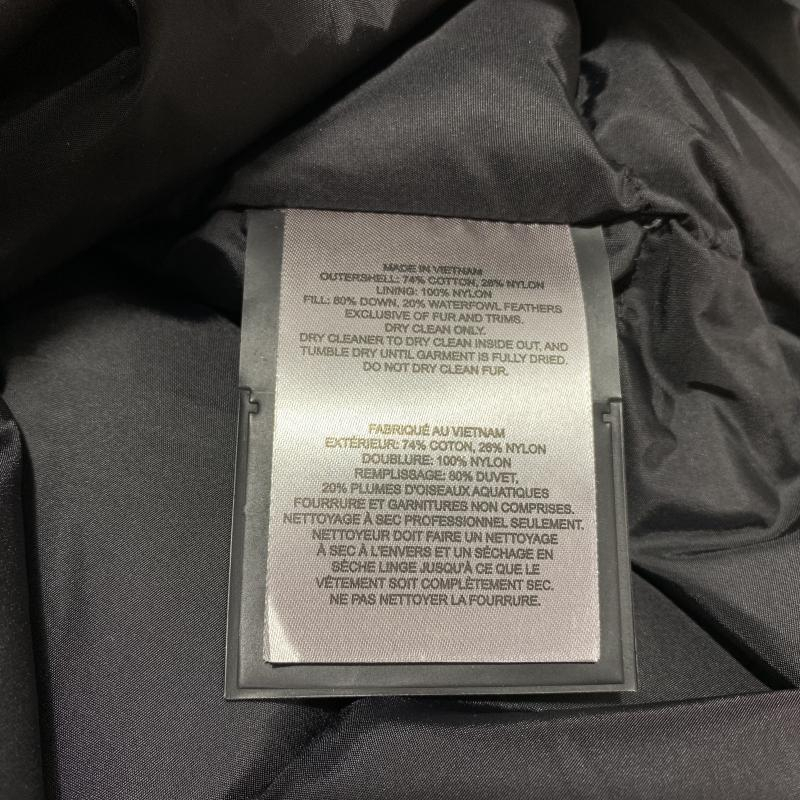 MADE IN VIETNAM
OUTERSHELL: 74% COTTON, 26% NYLON
LINING: 100% NYLON
FILL: 80% DOWN, 20% WATERFOWL FEATHERS
EXCLUSIVE OF FUR AND TRIMS.
DRY CLEAN ONLY.
DRY CLEANER TO DRY CLEAN INSIDE OUT, AND
TUMBLE DRY UNTIL GARMENT IS FULLY DRIED.
DO NOT DRY CLEAN FUR.
FABRIQUÉ AU VIETNAM
EXTÉRIEUR: 74% COTON, 26% NYLON
DOUBLURE: 100% NYLON
REMPLISSAGE: 80% DUVET,
20% PLUMES D'OISEAUX AQUATIQUES
FOURRURE ET GARNITURES NON COMPRISES.
NETTOYAGE À SEC PROFESSIONNEL SEULEMENT.
NETTOYEUR DOIT FAIRE UN NETTOYAGE
À SEC À L'ENVERS ET UN SÉCHAGE EN
SÈCHE LINGE JUSQU'À CE QUE LE
VÊTEMENT SOIT COMPLÈTEMENT SEC.
NE PAS NETTOYER LA FOURRURE.